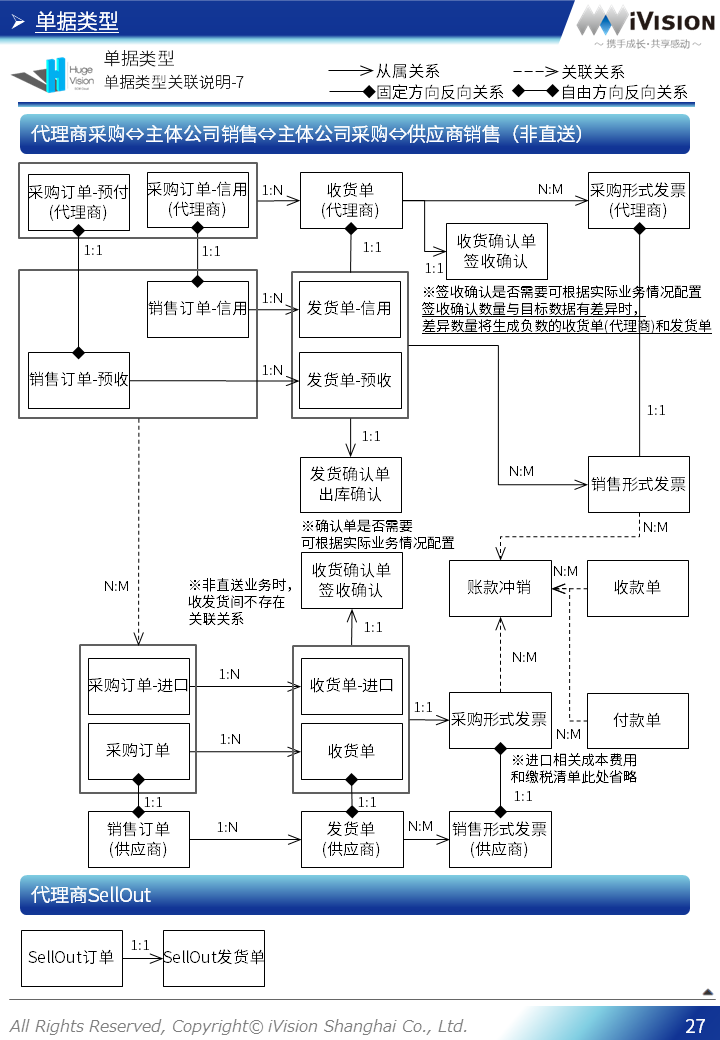 单据类型
iVISION
～ 携手成长·共享感动 ～
Huge
Vision
单据类型
单据类型关联说明-7
从属关系
关联关系
固定方向反向关系
自由方向反向关系
代理商采购⇔主体公司销售⇔主体公司采购⇔供应商销售（非直送）
采购订单-预付
(代理商)
采购订单-信用
(代理商)
1:N
收货单
(代理商)
N:M
采购形式发票
(代理商)
1:1
1:1
1:1
收货确认单
签收确认
1:1
※签收确认是否需要可根据实际业务情况配置
签收确认数量与目标数据有差异时，
差异数量将生成负数的收货单(代理商)和发货单
销售订单-信用
1:N
发货单-信用
销售订单-预收
1:N
发货单-预收
1:1
1:1
发货确认单
出库确认
N:M
销售形式发票
※确认单是否需要
可根据实际业务情况配置
N:M
收货确认单
签收确认
N:M
※非直送业务时，
收发货间不存在
关联关系
账款冲销
N:M
收款单
1:1
N:M
采购订单-进口
1:N
收货单-进口
1:1
采购形式发票
付款单
N:M
采购订单
1:N
收货单
※进口相关成本费用
和缴税清单此处省略
1:1
1:1
1:1
销售订单
(供应商)
1:N
发货单
(供应商)
N:M
销售形式发票
(供应商)
代理商SellOut
SellOut订单
1:1
SellOut发货单
All Rights Reserved, Copyright© iVision Shanghai Co., Ltd.
27